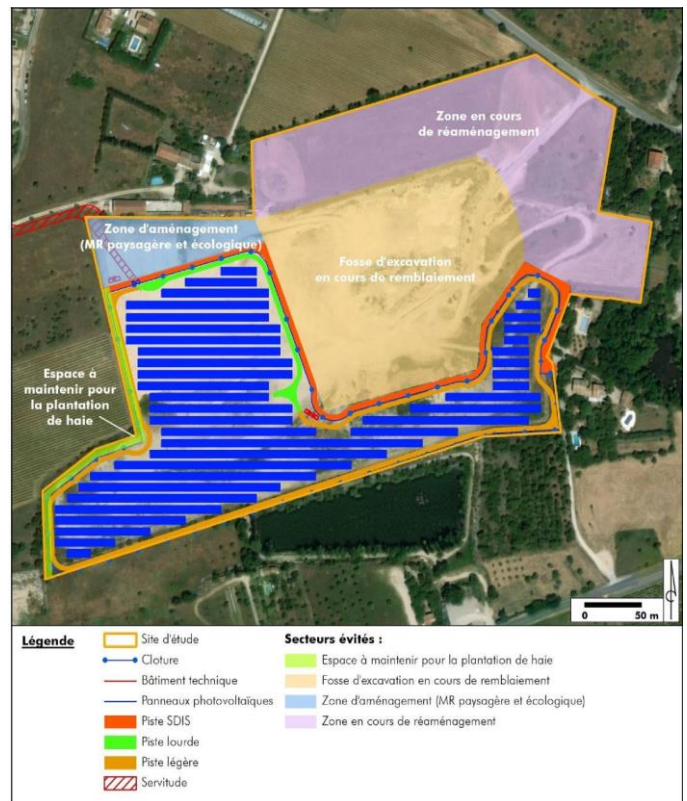 Zone en cours
de réaménagement
Zone d'aménagement
(MR paysagère et écologique)
Fosse d'excavation
en cours de remblaiement
Espace à
maintenir pour
la plantation
de haie
0
50 m
Légende
Site d'étude
Cloture
Bâtiment technique
Panneaux photovoltaïques
Piste SDIS
Piste lourde
Piste légère
Servitude
Secteurs évités :
Espace à maintenir pour la plantation de haie
Fosse d'excavation en cours de remblaiement
Zone d'aménagement (MR paysagère et écologique)
Zone en cours de réaménagement